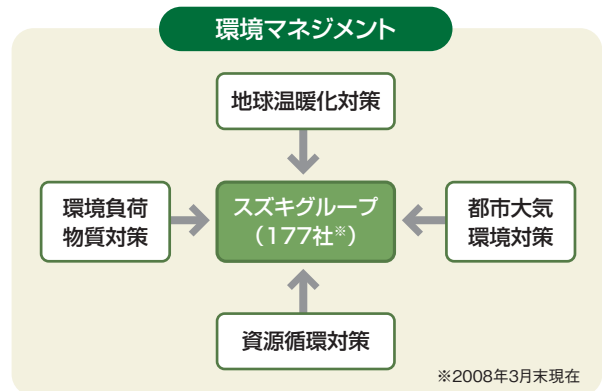 環境マネジメント
地球温暖化対策
環境負荷
物質対策
スズキグループ
（177社※）
都市大気
環境対策
資源循環対策
※2008年3月末現在